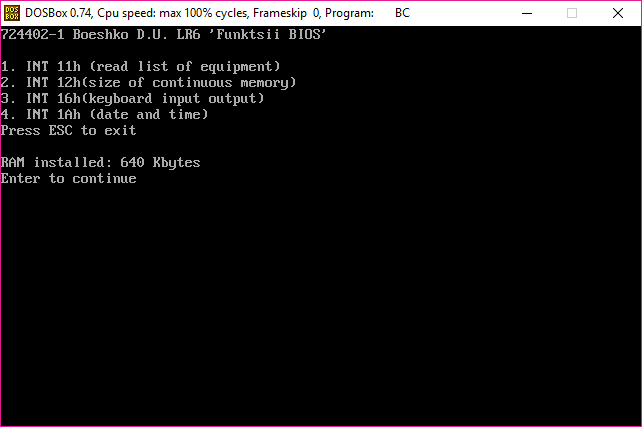 DOS BOX DOSBox 0.74, Cpu speed: max 100% cycles, Frameskip 0, Program: BC
724402-1 Boeshko D.U. LR6 'Funktsii BIOS'
1. INT 11h (read list of equipment)
2. INT 12h(size of continuous memory)
3. INT 16h(keyboard input output)
4. INT 1Ah (date and time)
Press ESC to exit
RAM installed: 640 Kbytes
Enter to continue